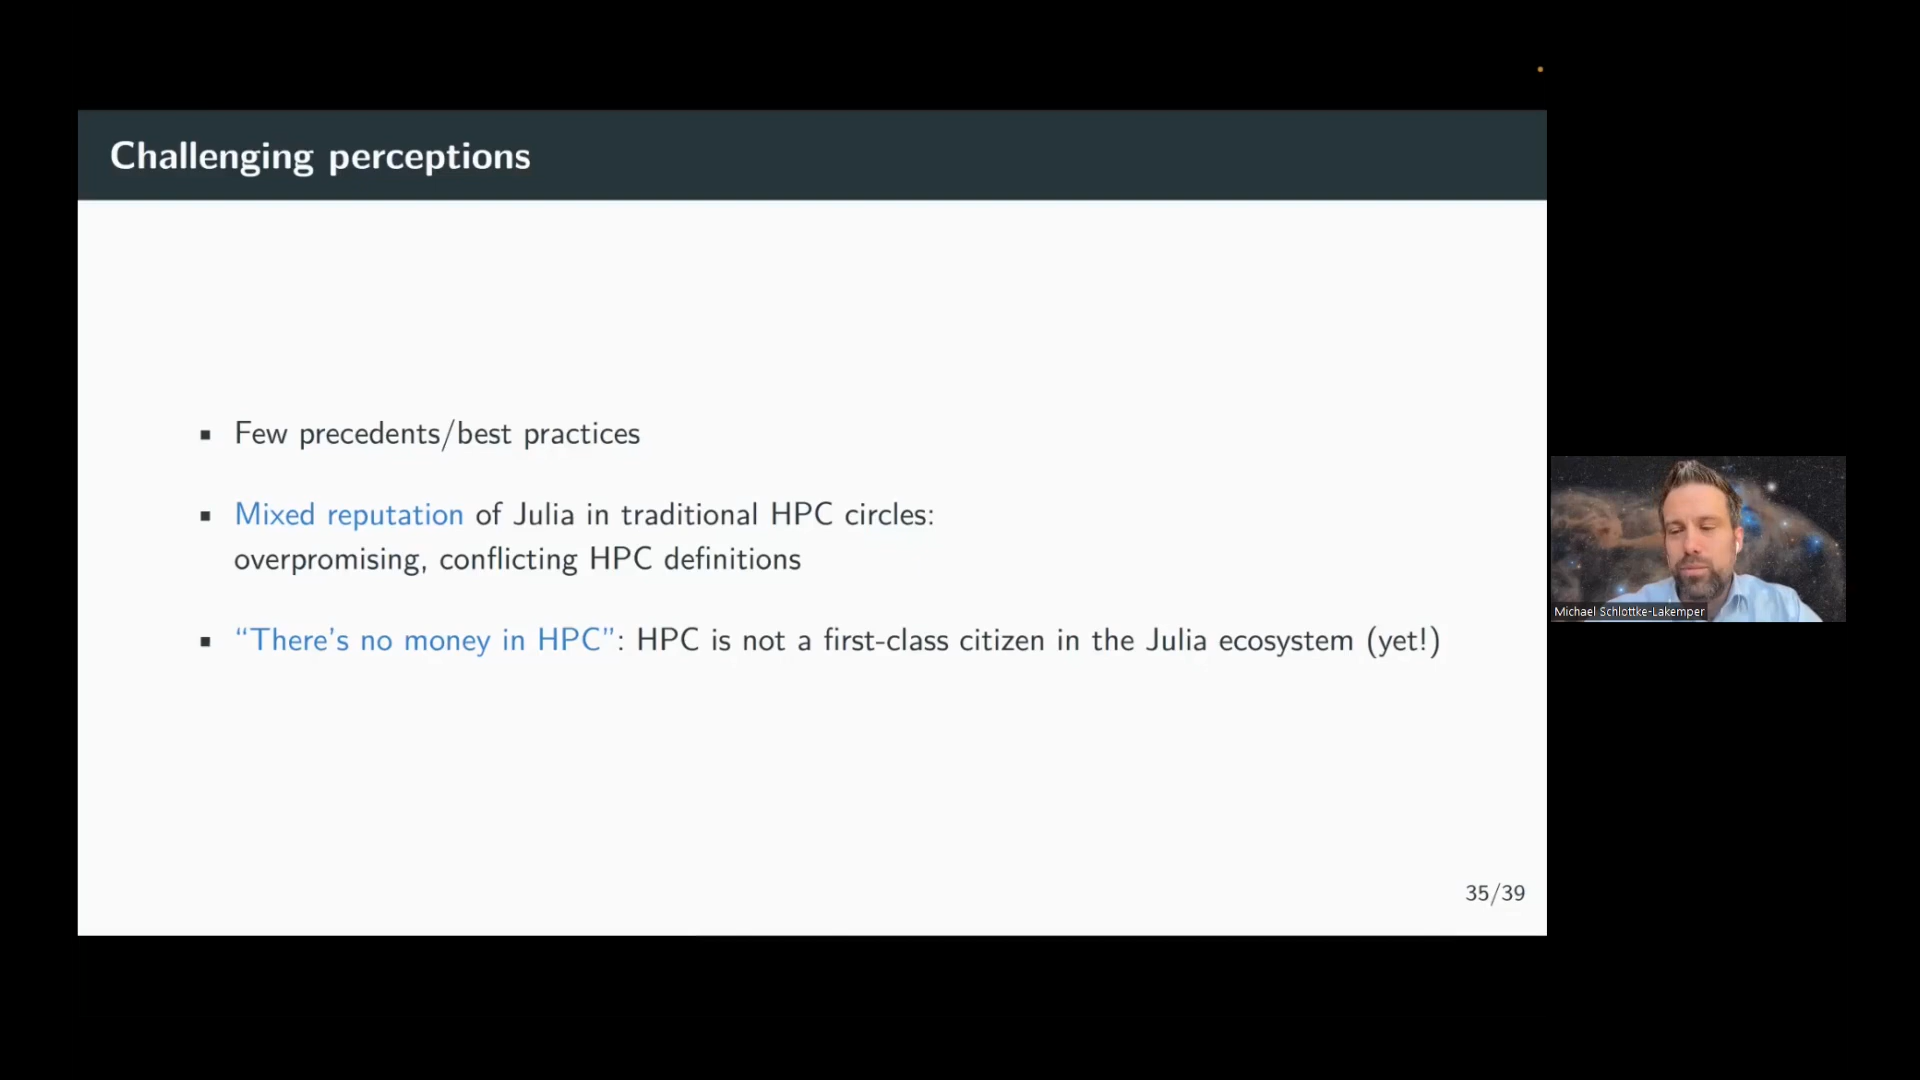 Challenging perceptions
▪ Few precedents/best practices
▪ Mixed reputation of Julia in traditional HPC circles:
overpromising, conflicting HPC definitions
▪ “There’s no money in HPC”: HPC is not a first-class citizen in the Julia ecosystem (yet!)
35/39
Michael Schlottke-Lakemper